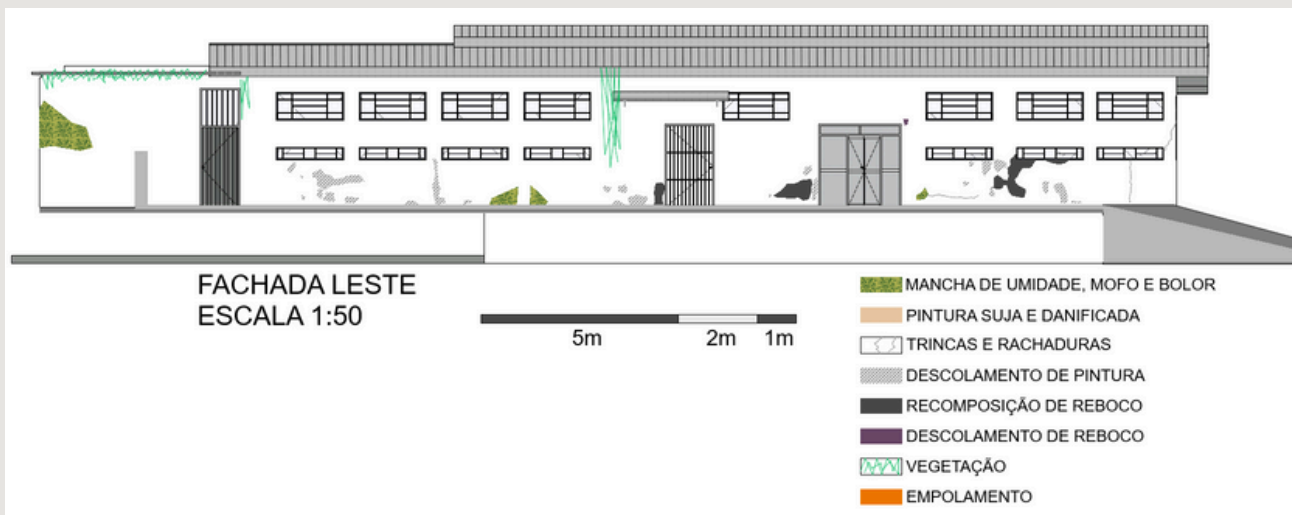 FACHADA LESTE
ESCALA 1:50
5m 2m 1m
MANCHA DE UMIDADE, MOFO E BOLOR
PINTURA SUJA E DANIFICADA
TRINCAS E RACHADURAS
DESCOLAMENTO DE PINTURA
RECOMPOSIÇÃO DE REBOCO
DESCOLAMENTO DE REBOCO
VEGETAÇÃO
EMPOLAMENTO